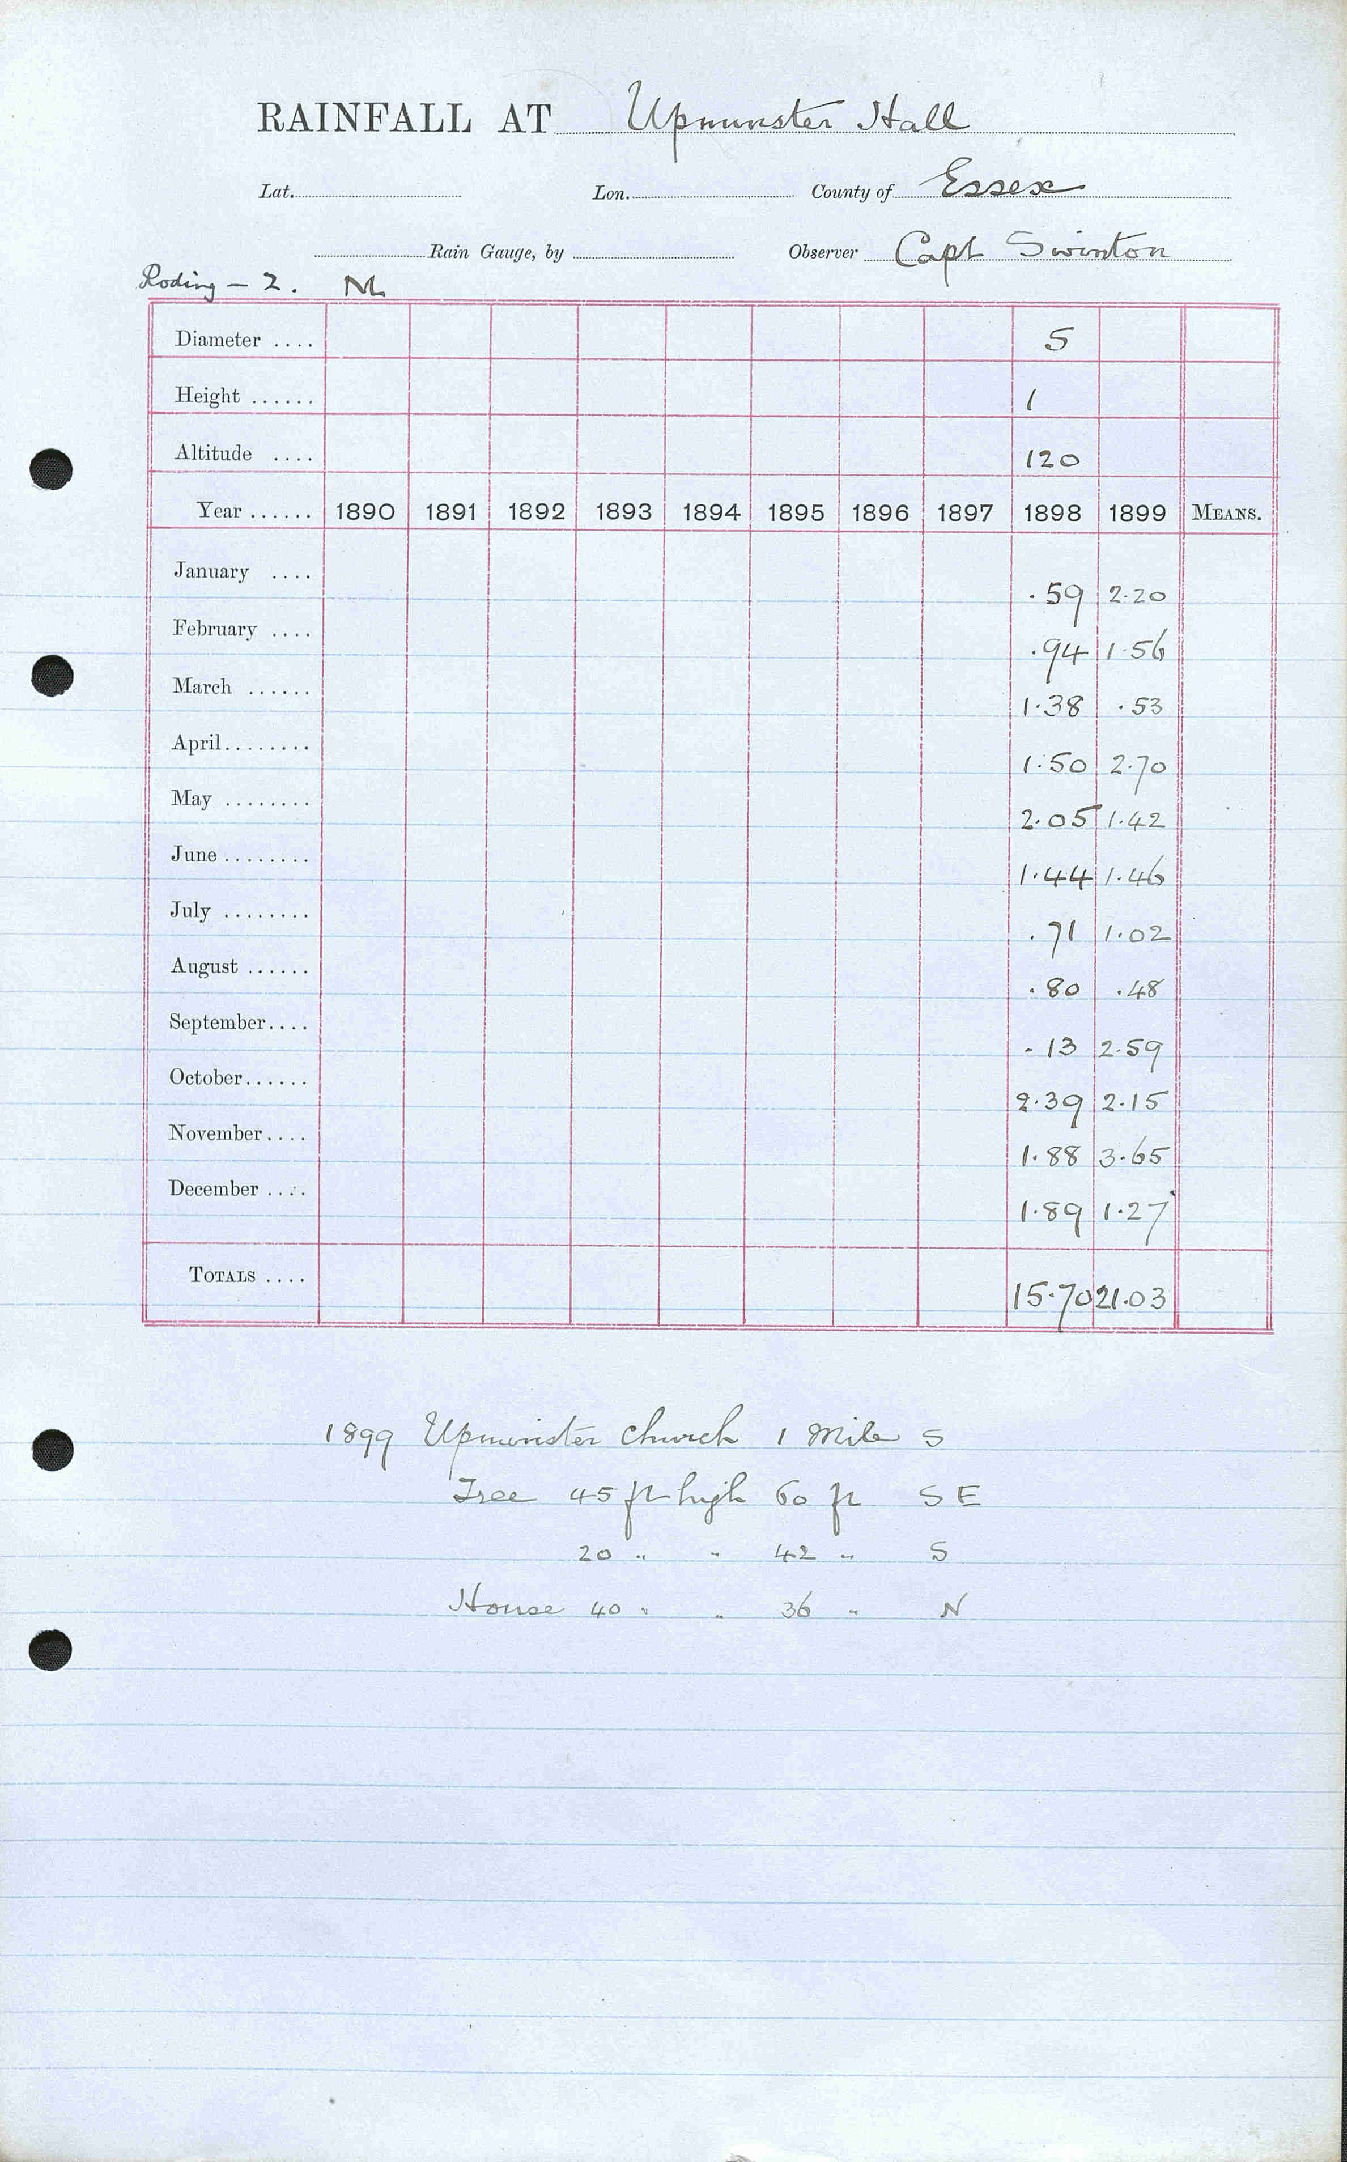 RAINFALL AT Upminster Hall
Lat. Lon. County of Essex
Rain Gauge, by Observer Capt Swinton
Roding – 2.
Diameter .... 5
Height ...... 1
Altitude .... 120
Year ...... 1890 1891 1892 1893 1894 1895 1896 1897 1898 1899 MEANS.
January .... .59 2.20
February .... .94 1.56
March ...... 1.38 .53
April........ 1.50 2.70
May ........ 2.05 1.42
June ........ 1.44 1.46
July ........ .71 1.02
August ...... .80 .48
September.... .13 2.59
October...... 2.39 2.15
November.... 1.88 3.65
December .... 1.89 1.27
TOTALS .... 15.70 21.03
1899 Upminster Church 1 Mile S
Tree 45 ft high 60 ft SE
20 " " 42 " S
House 40 " " 36 " N